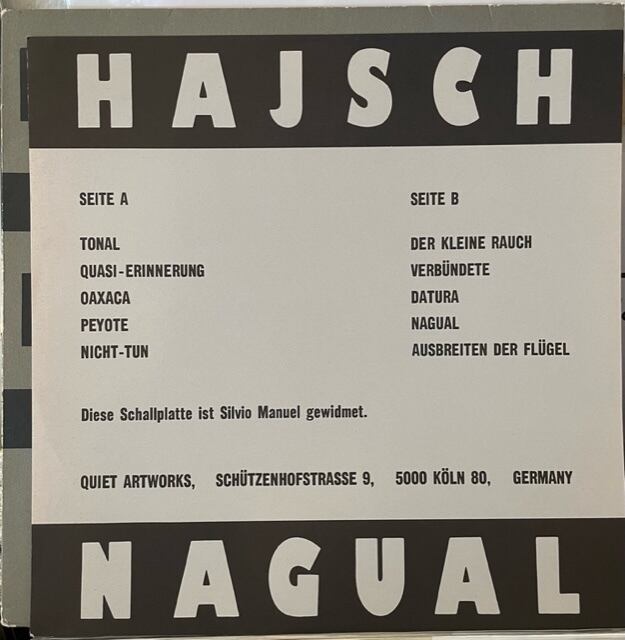 HAJSCH
SEITE A
TONAL
QUASI-ERINNERUNG
OAXACA
PEYOTE
NICHT-TUN
SEITE B
DER KLEINE RAUCH
VERBÜNDETE
DATURA
NAGUAL
AUSBREITEN DER FLÜGEL
Diese Schallplatte ist Silvio Manuel gewidmet.
QUIET ARTWORKS, SCHÜTZENHOFSTRASSE 9, 5000 KÖLN 80, GERMANY
NAGUAL